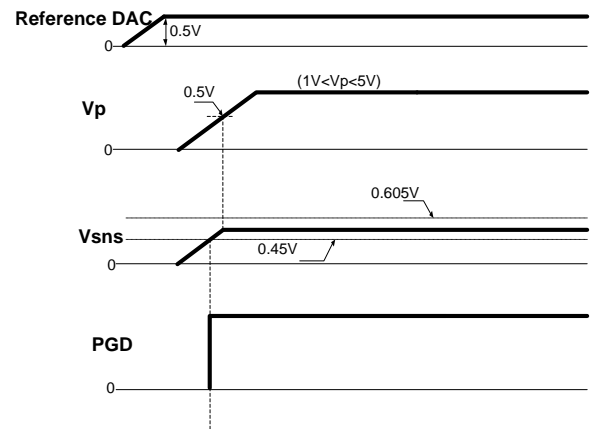 Reference DAC
0.5V
0
(1V<Vp<5V)
0.5V
Vp
0
0.605V
Vsns
0.45V
0
PGD
0